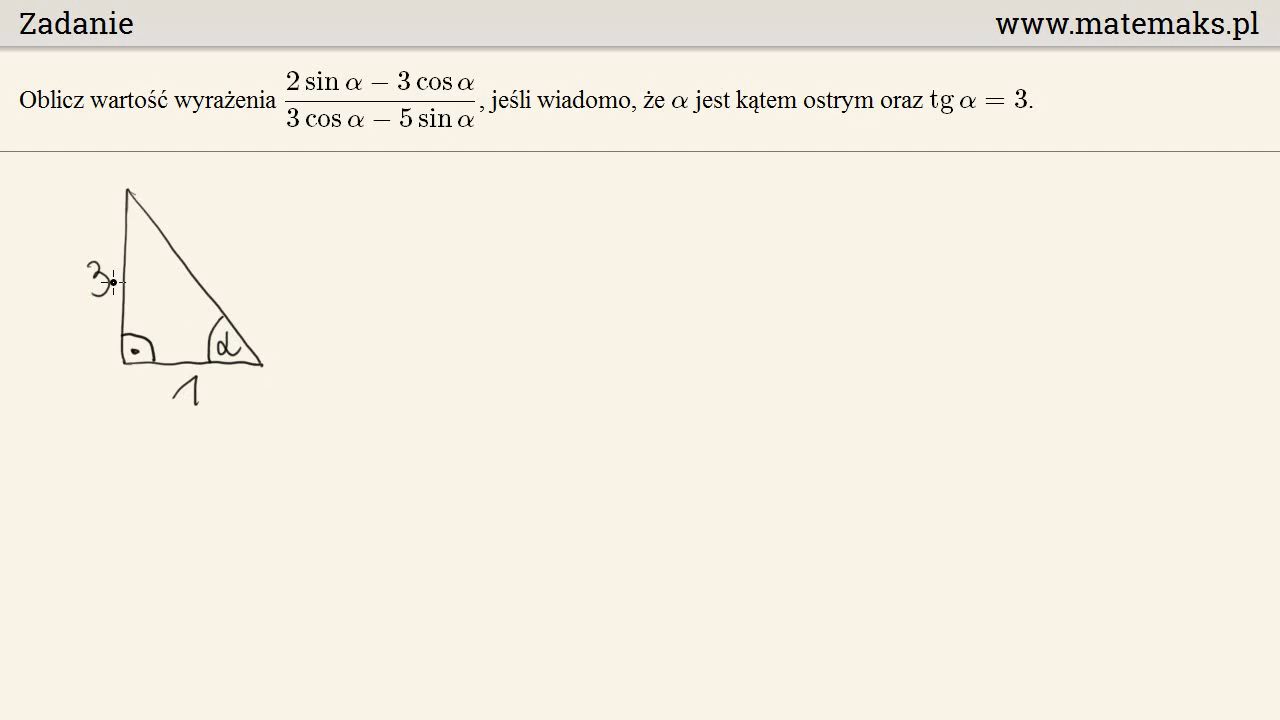 Zadanie www.matemaks.pl
Oblicz wartość wyrażenia \frac{2 sin α − 3 cos α}{3 cos α − 5 sin α}, jeśli wiadomo, że α jest kątem ostrym oraz tg α = 3.
3
α
1